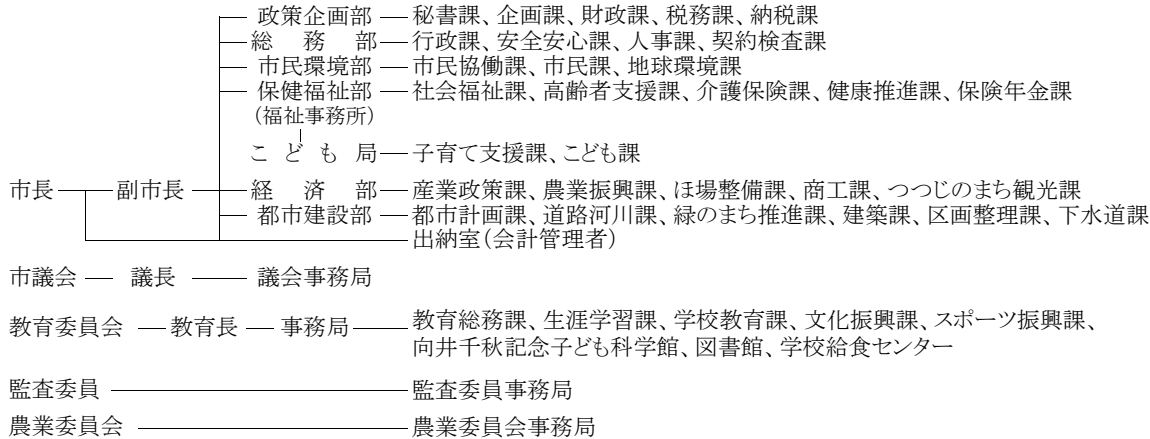 政策企画部 秘書課、企画課、財政課、税務課、納税課
総務部 行政課、安全安心課、人事課、契約検査課
市民環境部 市民協働課、市民課、地球環境課
保健福祉部 社会福祉課、高齢者支援課、介護保険課、健康推進課、保険年金課
(福祉事務所)
こども局 子育て支援課、こども課
市長 副市長 経済部 産業政策課、農業振興課、ほ場整備課、商工課、つつじのまち観光課
都市建設部 都市計画課、道路河川課、緑のまち推進課、建築課、区画整理課、下水道課
出納室(会計管理者)
市議会 議長 議会事務局
教育委員会 教育長 事務局 教育総務課、生涯学習課、学校教育課、文化振興課、スポーツ振興課、
向井千秋記念子ども科学館、図書館、学校給食センター
監査委員 監査委員事務局
農業委員会 農業委員会事務局